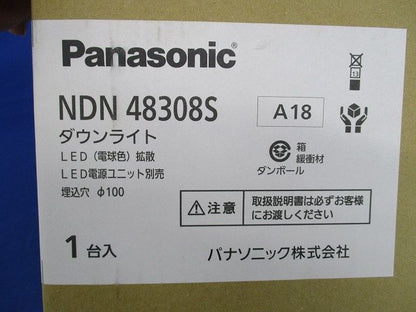 Panasonic®
NDN 48308S
A18
ダウンライト
LED（電球色）拡散
LED電源ユニット別売
埋込穴 φ100
箱
緩衝材
ダンボール
注意
取扱説明書は必ずお客様
にお渡しください
1台入
パナソニック株式会社